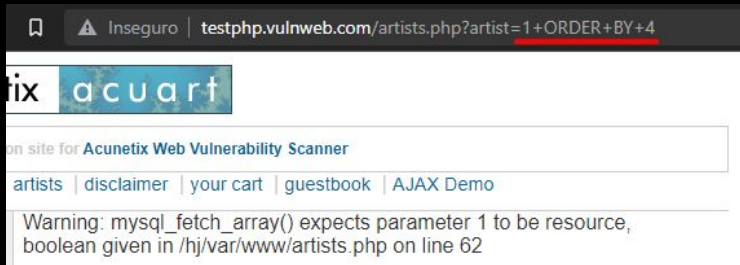 Inseguro | testphp.vulnweb.com/artists.php?artist=1+ORDER+BY+4
tix acuart
on site for Acunetix Web Vulnerability Scanner
artists | disclaimer | your cart | guestbook | AJAX Demo
Warning: mysql_fetch_array() expects parameter 1 to be resource,
boolean given in /hj/var/www/artists.php on line 62